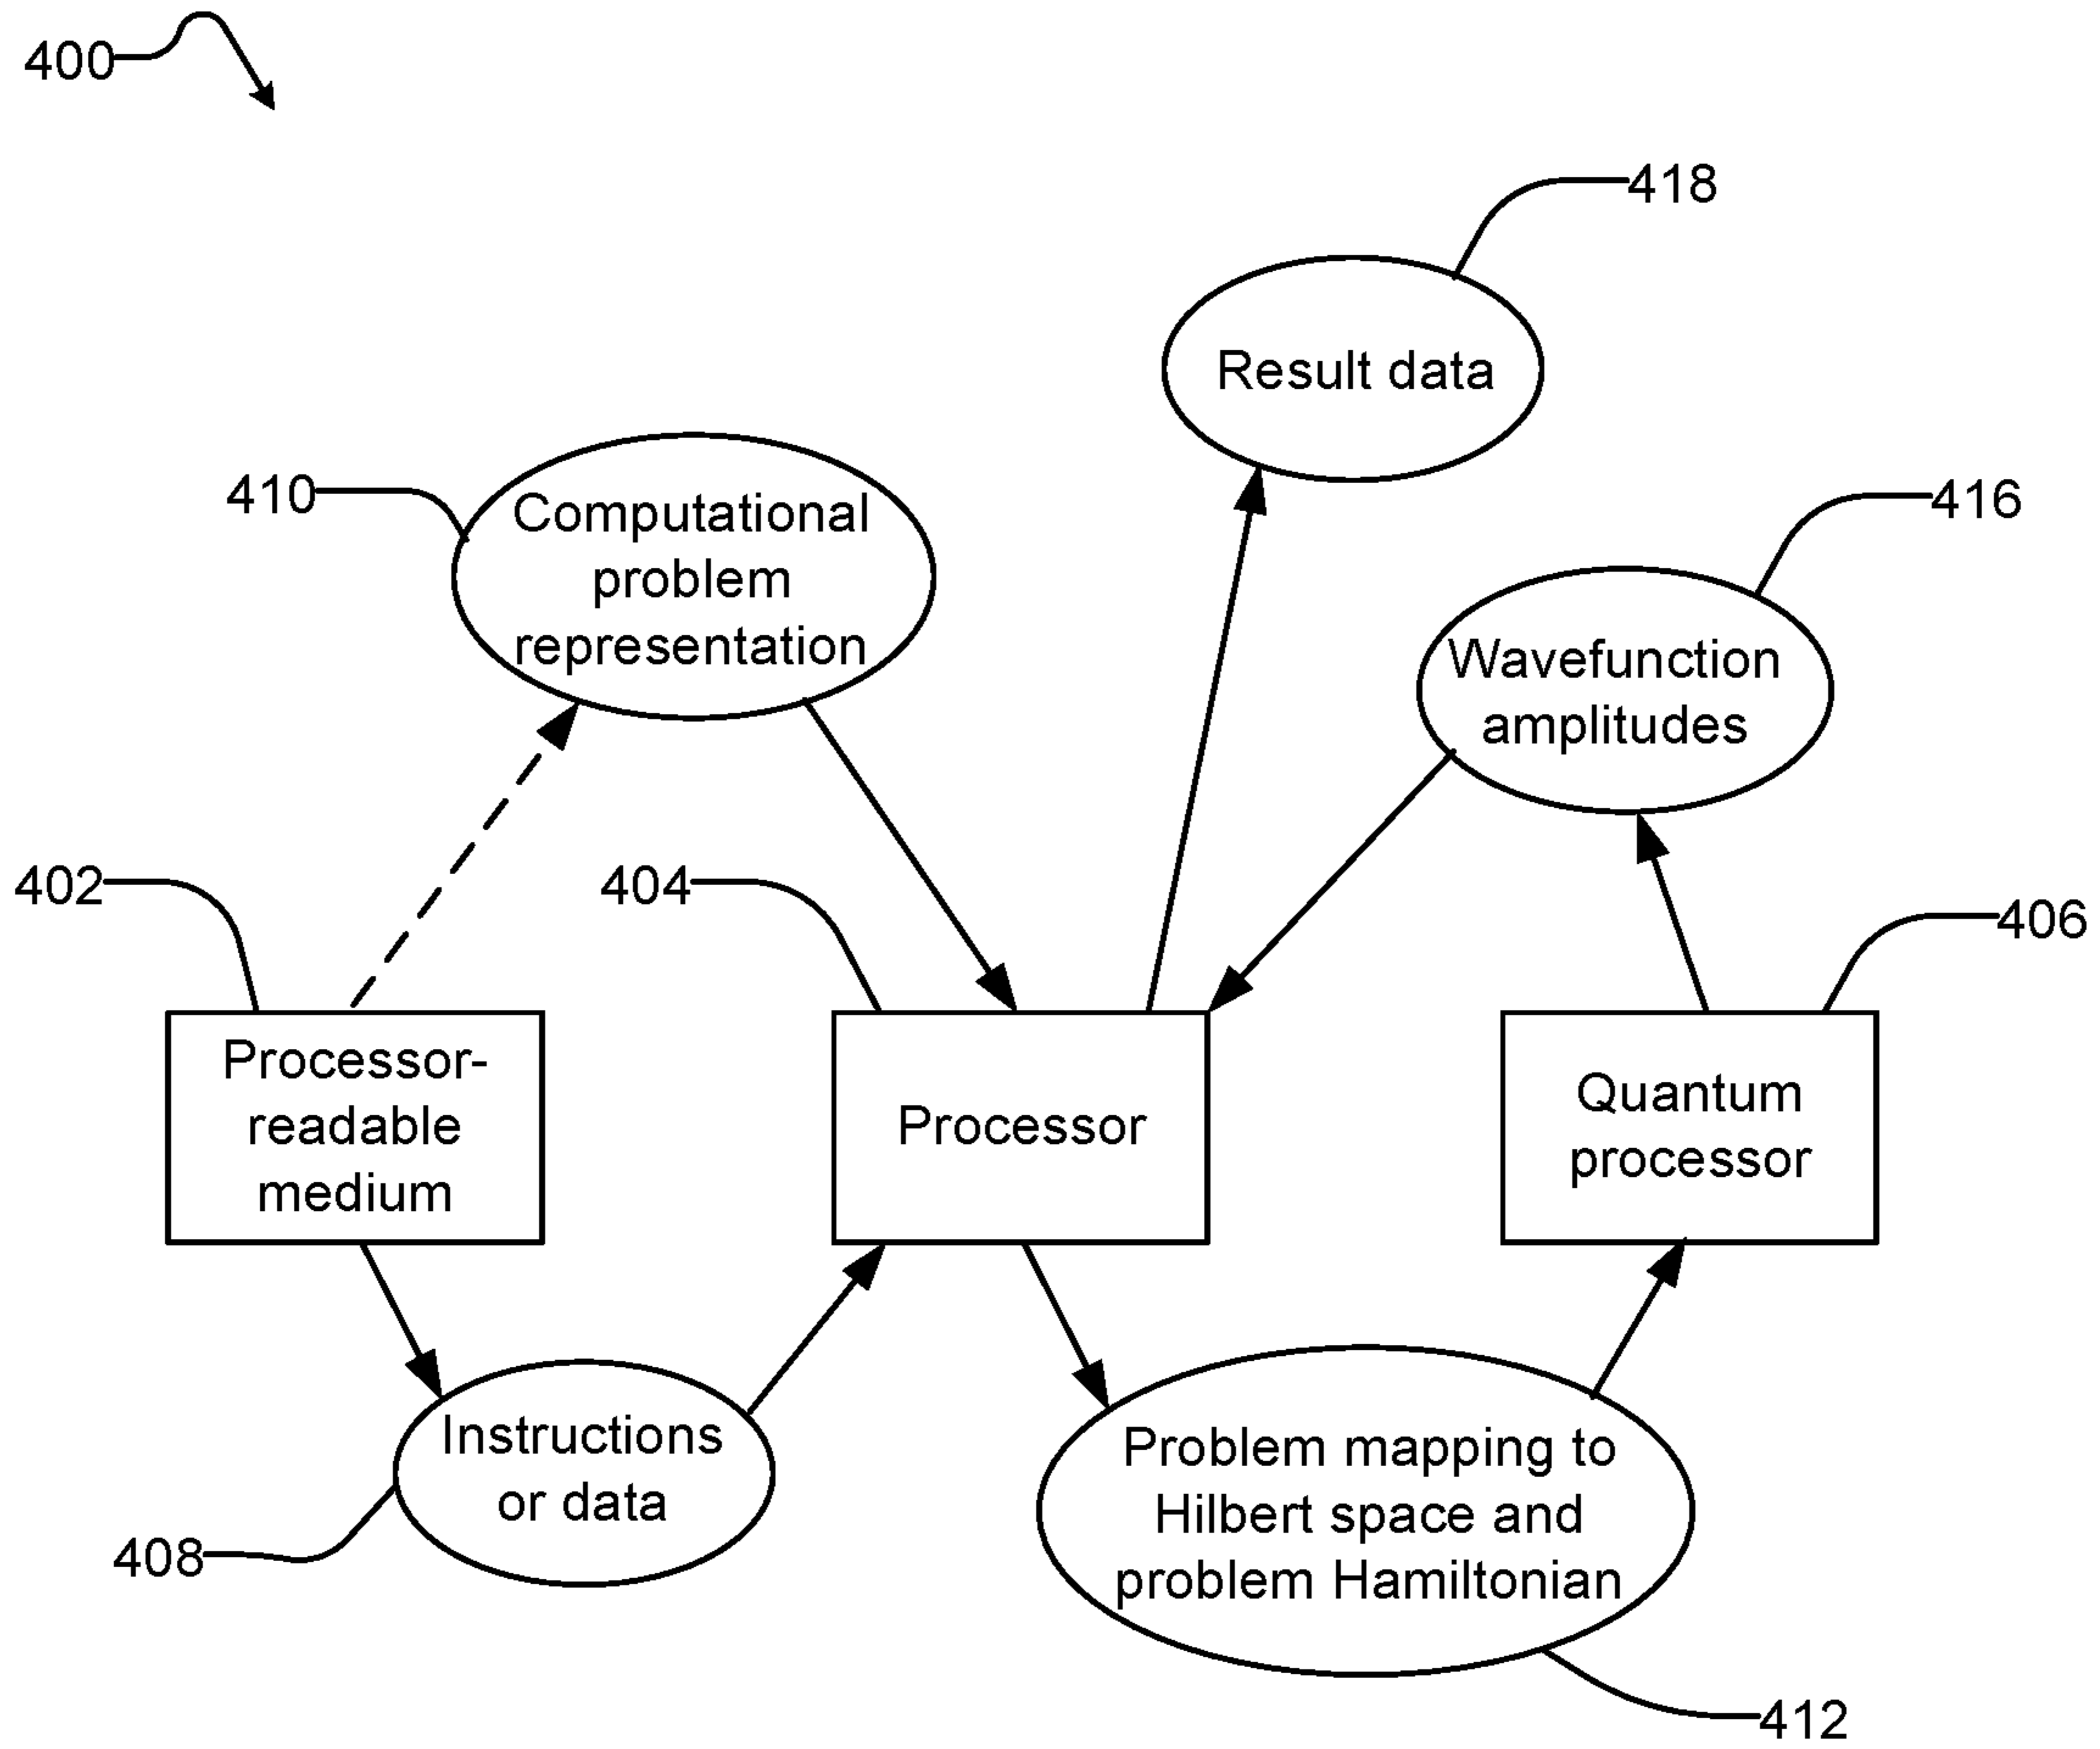 400
418
Result data
410
Computational
problem
representation
416
Wavefunction
amplitudes
402
404
406
Processor-
readable
medium
Processor
Quantum
processor
Instructions
or data
408
Problem mapping to
Hilbert space and
problem Hamiltonian
412